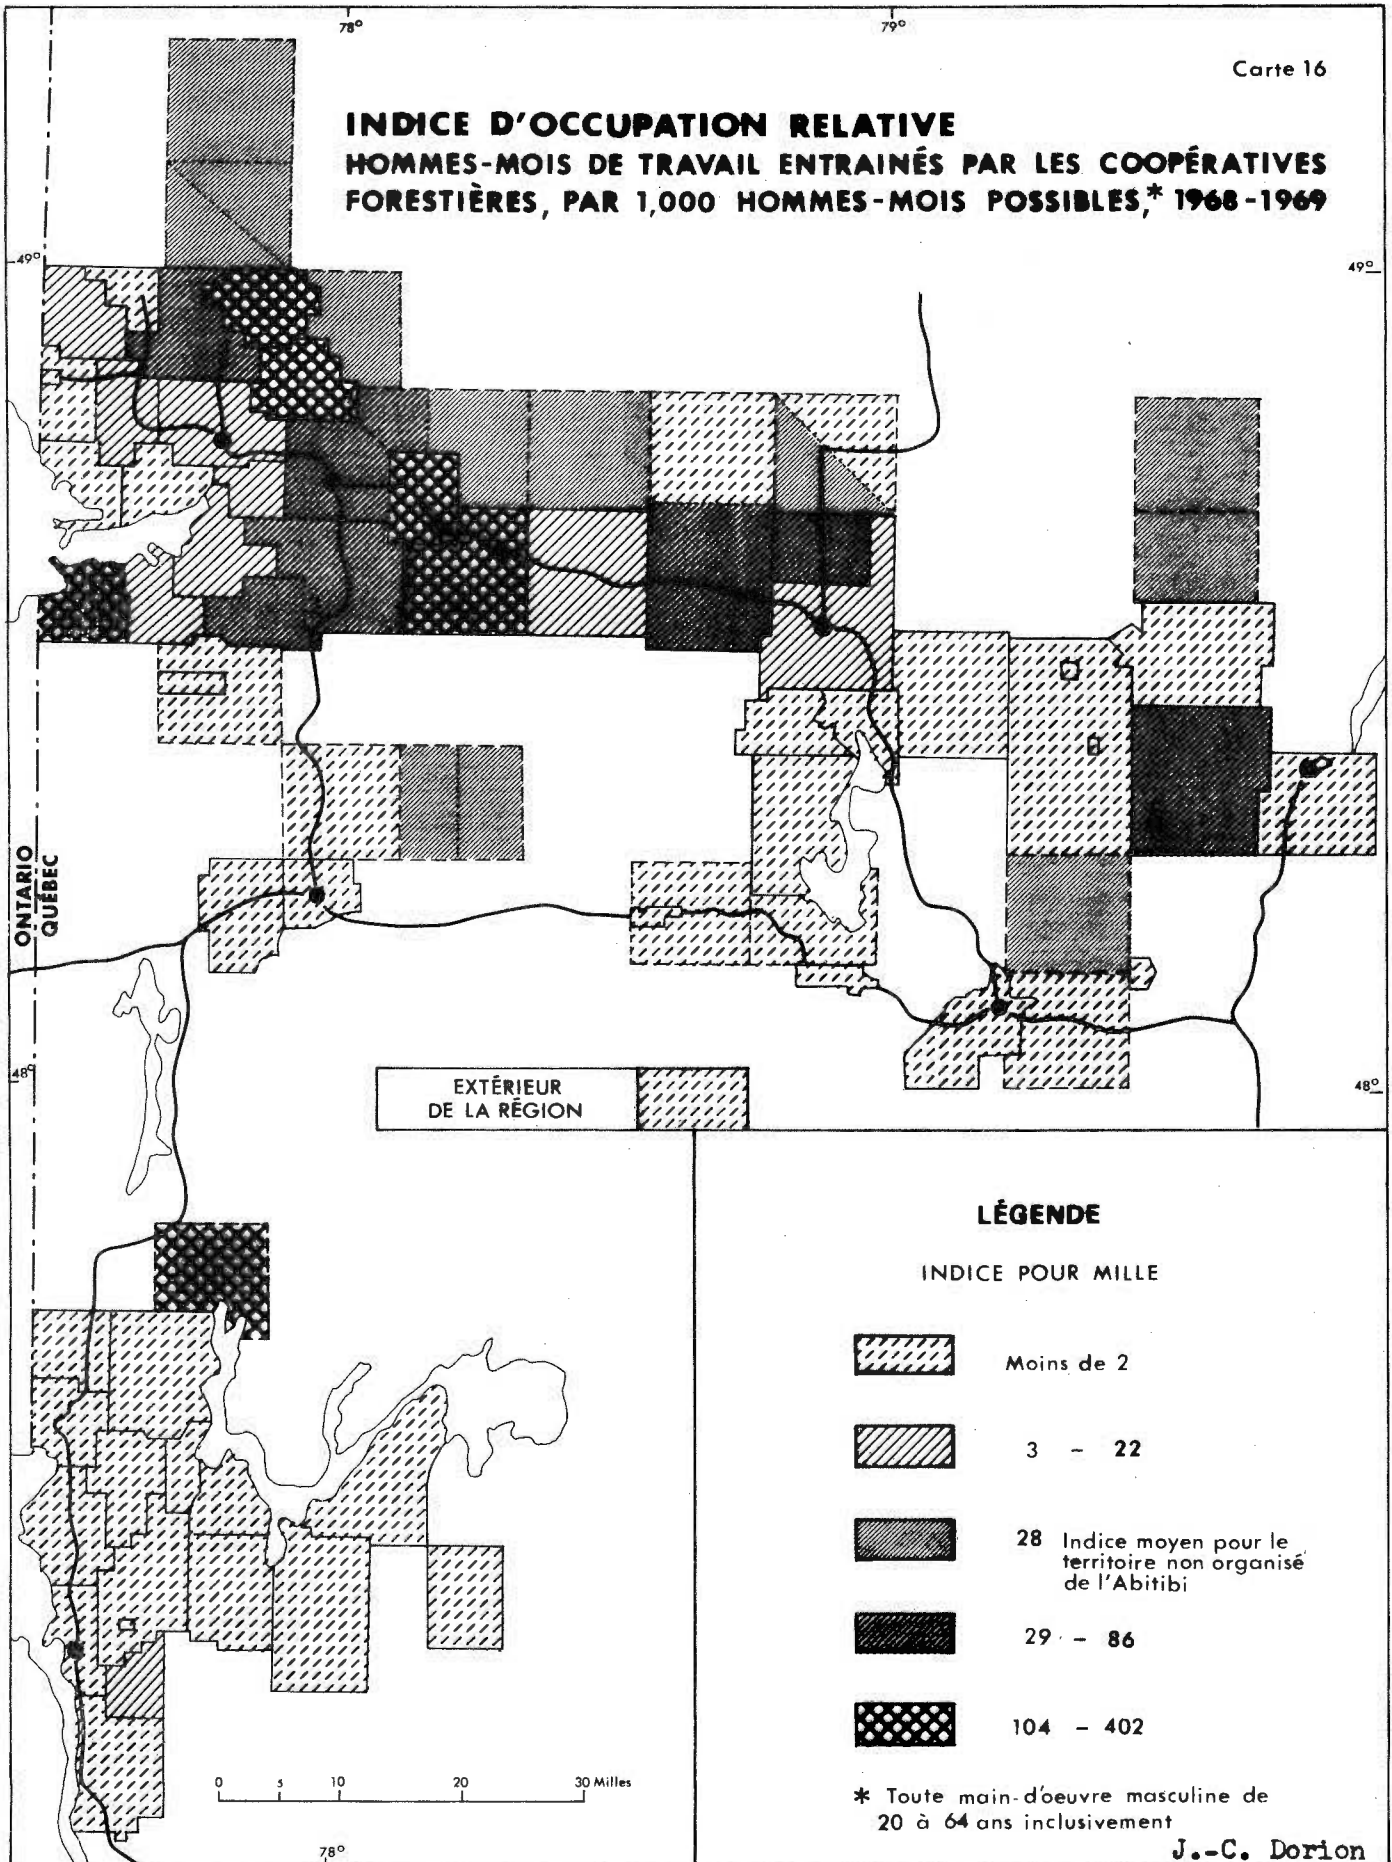 78°
79°
Carte 16
INDICE D'OCCUPATION RELATIVE
HOMMES-MOIS DE TRAVAIL ENTRAINÉS PAR LES COOPÉRATIVES
FORESTIÈRES, PAR 1,000 HOMMES-MOIS POSSIBLES,* 1968-1969
49°
49°
ONTARIO
QUÉBEC
48°
48°
EXTÉRIEUR
DE LA RÉGION
LÉGENDE
INDICE POUR MILLE
Moins de 2
3 - 22
28 Indice moyen pour le
territoire non organisé
de l'Abitibi
29 - 86
104 - 402
0 5 10 20 30 Milles
* Toute main-d'oeuvre masculine de
20 à 64 ans inclusivement
78°
J.-C. Dorion